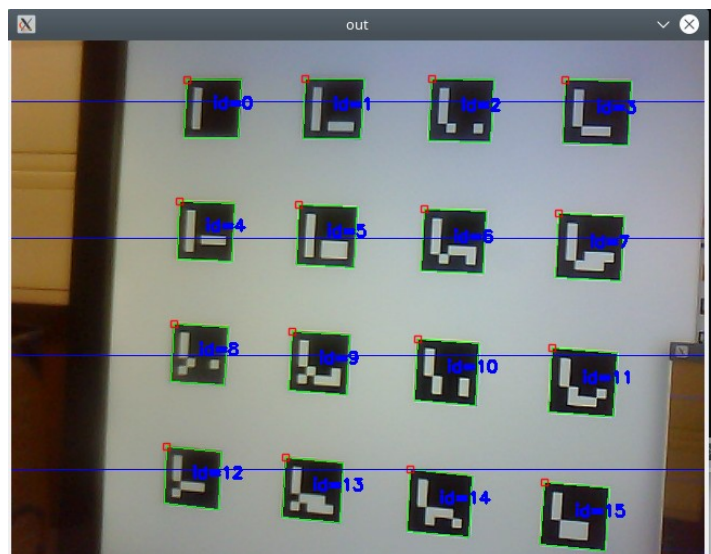 out
id=0 id=1 id=2 id=3
id=4 id=5 id=6 id=7
id=8 id=9 id=10 id=11
id=12 id=13 id=14 id=15